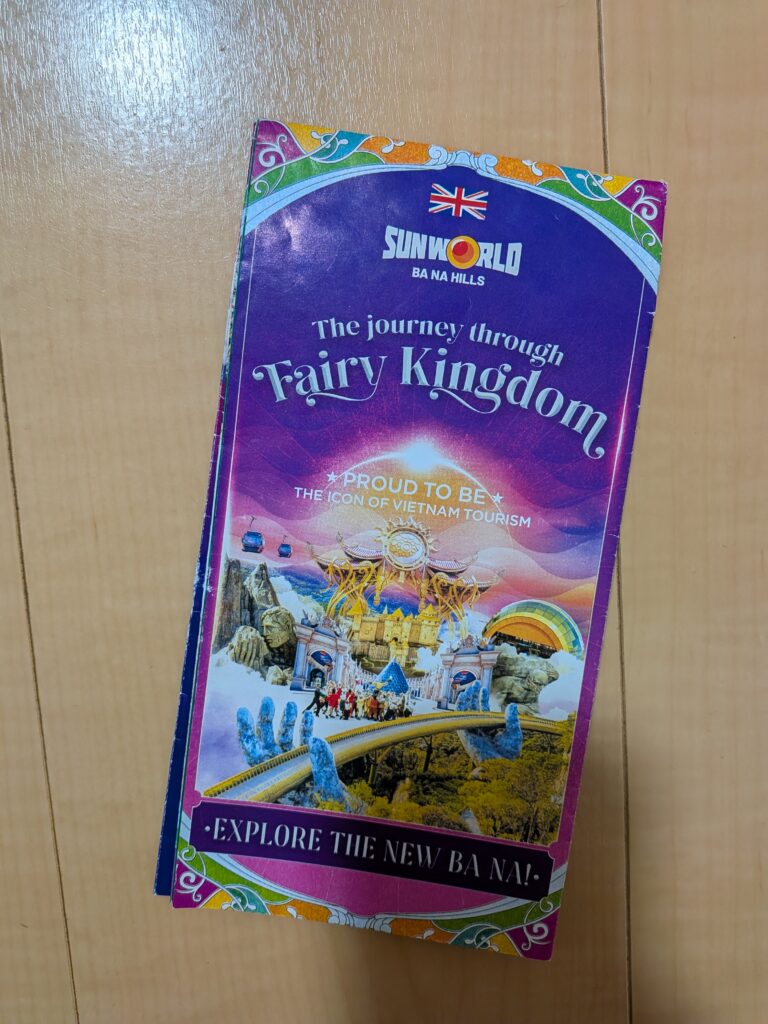 SUNWORLD
BA NA HILLS
The journey through
Fairy Kingdom
★ PROUD TO BE ★
THE ICON OF VIETNAM TOURISM
·EXPLORE THE NEW BA NA!·